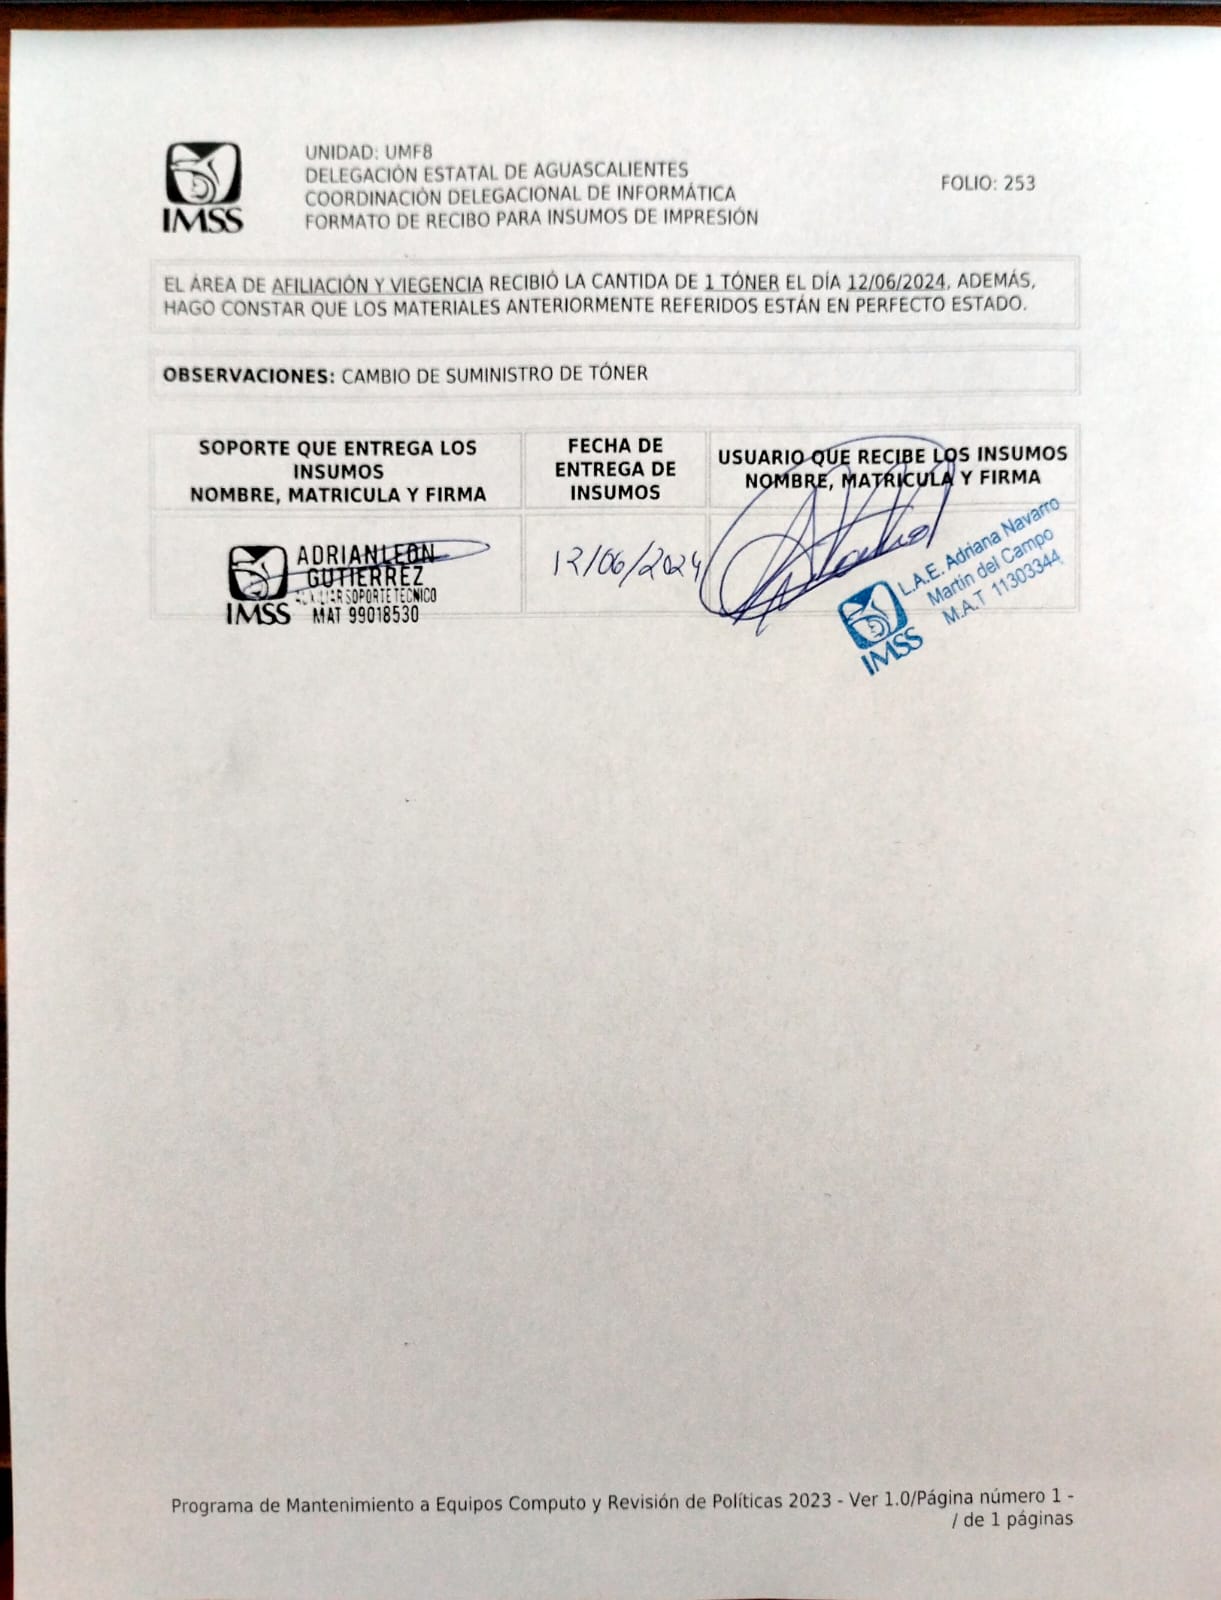 IMSS
UNIDAD: UMF8
DELEGACIÓN ESTATAL DE AGUASCALIENTES
COORDINACIÓN DELEGACIONAL DE INFORMÁTICA
FORMATO DE RECIBO PARA INSUMOS DE IMPRESIÓN
FOLIO: 253
EL ÁREA DE AFILIACIÓN Y VIEGENCIA RECIBIÓ LA CANTIDA DE 1 TÓNER EL DÍA 12/06/2024, ADEMÁS,
HAGO CONSTAR QUE LOS MATERIALES ANTERIORMENTE REFERIDOS ESTÁN EN PERFECTO ESTADO.
OBSERVACIONES: CAMBIO DE SUMINISTRO DE TÓNER
SOPORTE QUE ENTREGA LOS
INSUMOS
NOMBRE, MATRICULA Y FIRMA
FECHA DE
ENTREGA DE
INSUMOS
USUARIO QUE RECIBE LOS INSUMOS
NOMBRE, MATRICULA Y FIRMA
IMSS
ADRIAN LEON
GUTIERREZ
SOPORTE TECNICO
MAT 99018530
12/06/2024
IMSS
L.A.E. Adriana Navarro
Martin del Campo
M.A.T 11303344
Programa de Mantenimiento a Equipos Computo y Revisión de Políticas 2023 - Ver 1.0/Página número 1 -
/ de 1 páginas